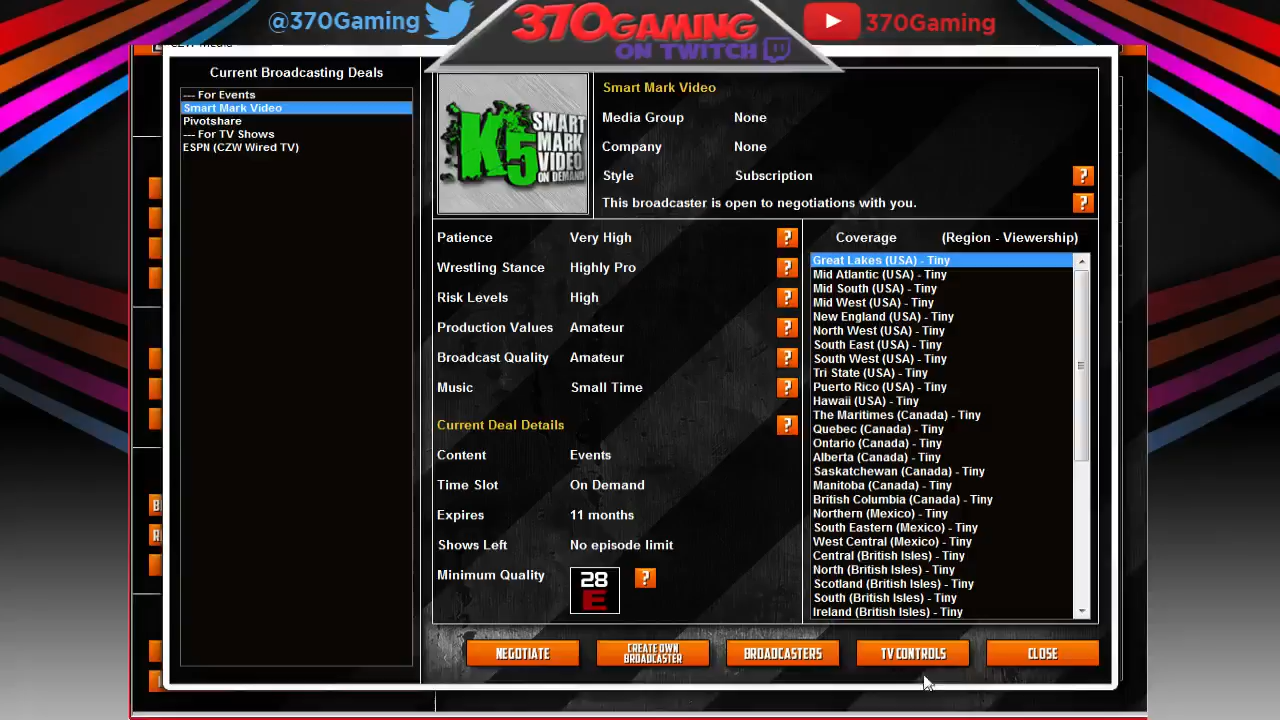 @370Gaming
370GAMING
ON TWITCH
370Gaming
Current Broadcasting Deals
--- For Events
Smart Mark Video
Pivotshare
--- For TV Shows
ESPN (CZW Wired TV)
K5 SMART MARK VIDEO ON DEMAND
Smart Mark Video
Media Group None
Company None
Style Subscription ?
This broadcaster is open to negotiations with you. ?
Patience Very High ?
Wrestling Stance Highly Pro ?
Risk Levels High ?
Production Values Amateur ?
Broadcast Quality Amateur ?
Music Small Time ?
Current Deal Details ?
Content Events
Time Slot On Demand
Expires 11 months
Shows Left No episode limit
Minimum Quality 28 E ?
Coverage (Region - Viewership)
Great Lakes (USA) - Tiny
Mid Atlantic (USA) - Tiny
Mid South (USA) - Tiny
Mid West (USA) - Tiny
New England (USA) - Tiny
North West (USA) - Tiny
South East (USA) - Tiny
South West (USA) - Tiny
Tri State (USA) - Tiny
Puerto Rico (USA) - Tiny
Hawaii (USA) - Tiny
The Maritimes (Canada) - Tiny
Quebec (Canada) - Tiny
Ontario (Canada) - Tiny
Alberta (Canada) - Tiny
Saskatchewan (Canada) - Tiny
Manitoba (Canada) - Tiny
British Columbia (Canada) - Tiny
Northern (Mexico) - Tiny
South Eastern (Mexico) - Tiny
West Central (Mexico) - Tiny
Central (British Isles) - Tiny
North (British Isles) - Tiny
Scotland (British Isles) - Tiny
South (British Isles) - Tiny
Ireland (British Isles) - Tiny
NEGOTIATE
CREATE OWN
BROADCASTER
BROADCASTERS
TV CONTROLS
CLOSE